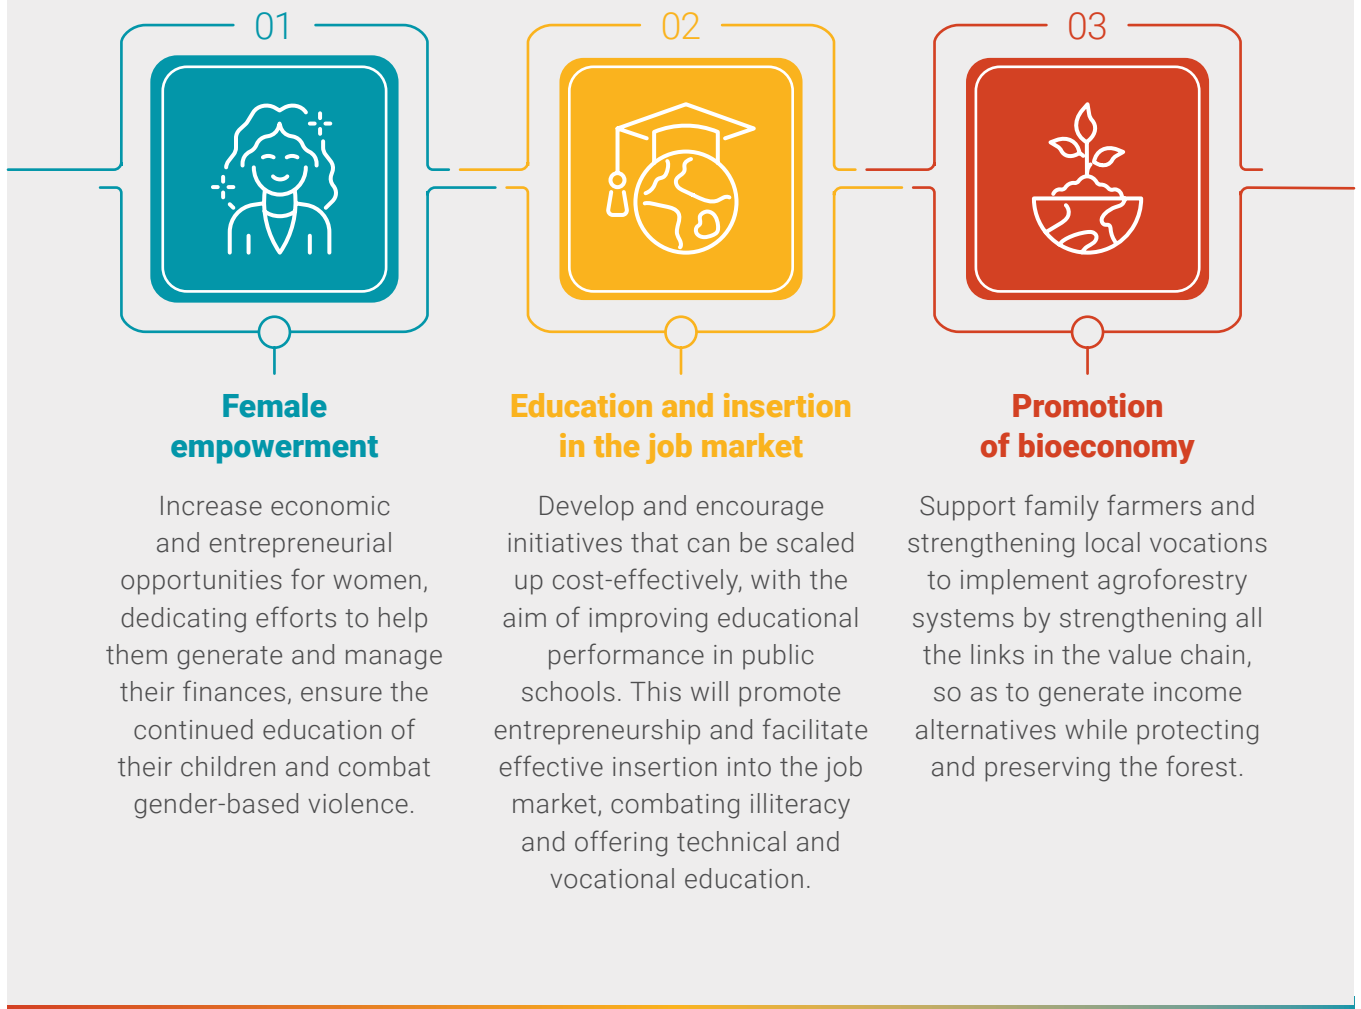 01
Female
empowerment
Increase economic
and entrepreneurial
opportunities for women,
dedicating efforts to help
them generate and manage
their finances, ensure the
continued education of
their children and combat
gender-based violence.
02
Education and insertion
in the job market
Develop and encourage
initiatives that can be scaled
up cost-effectively, with the
aim of improving educational
performance in public
schools. This will promote
entrepreneurship and facilitate
effective insertion into the job
market, combating illiteracy
and offering technical and
vocational education.
03
Promotion
of bioeconomy
Support family farmers and
strengthening local vocations
to implement agroforestry
systems by strengthening all
the links in the value chain,
so as to generate income
alternatives while protecting
and preserving the forest.